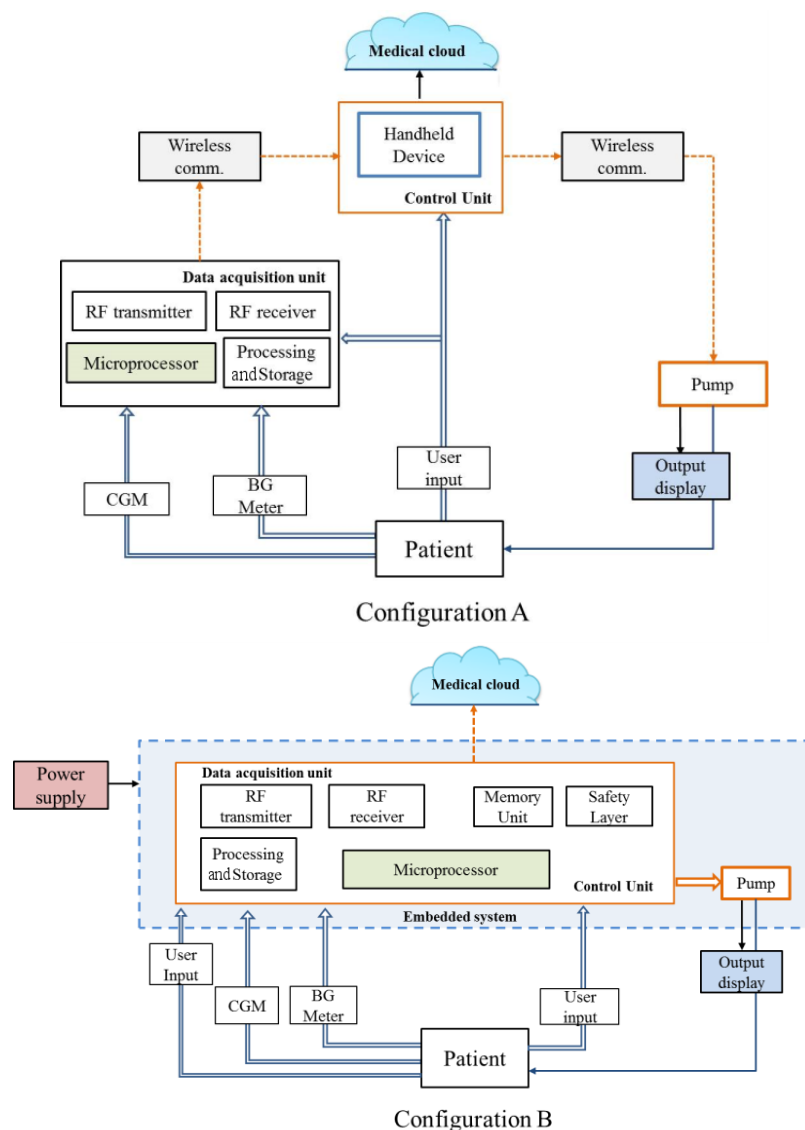 Medical cloud
Wireless
comm.
Handheld
Device
Control Unit
Wireless
comm.
Data acquisition unit
RF transmitter
RF receiver
Microprocessor
Processing
and Storage
Pump
CGM
BG
Meter
User
input
Output
display
Patient
Configuration A
Medical cloud
Power
supply
Data acquisition unit
RF
transmitter
RF
receiver
Memory
Unit
Safety
Layer
Processing
and Storage
Microprocessor
Control Unit
Pump
Embedded system
User
Input
CGM
BG
Meter
User
input
Output
display
Patient
Configuration B